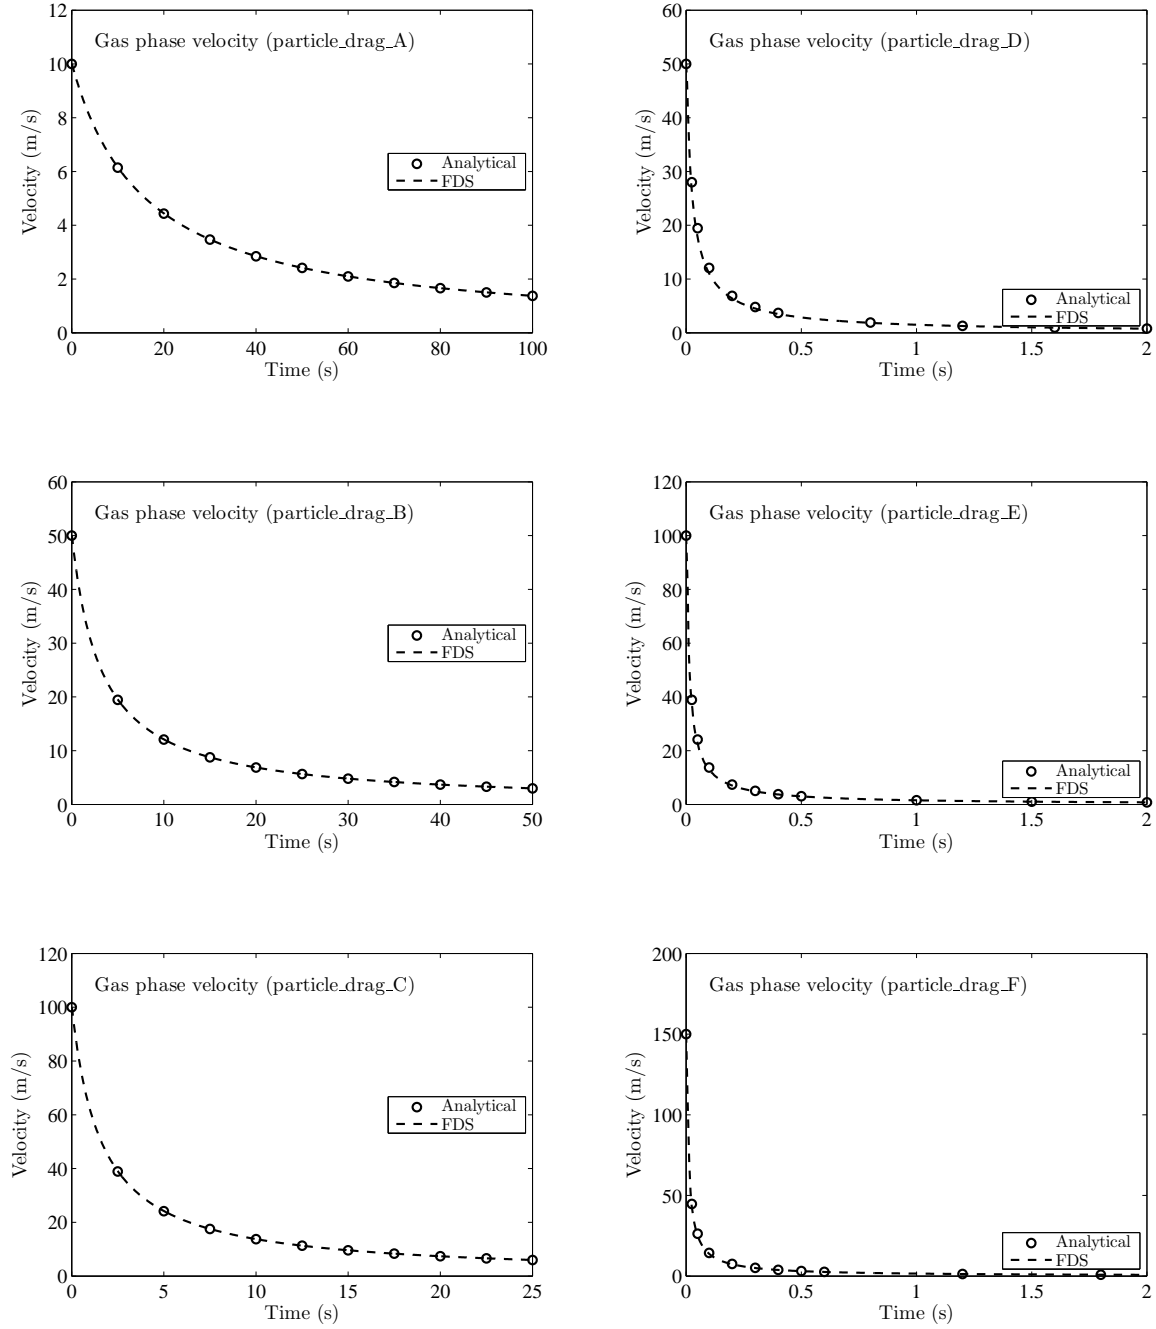 12
10
8
6
4
2
0
Velocity (m/s)
Gas phase velocity (particle_drag_A)
Analytical
FDS
0 20 40 60 80 100
Time (s)
60
50
40
30
20
10
0
Velocity (m/s)
Gas phase velocity (particle_drag_D)
Analytical
FDS
0 0.5 1 1.5 2
Time (s)
60
50
40
30
20
10
0
Velocity (m/s)
Gas phase velocity (particle_drag_B)
Analytical
FDS
0 10 20 30 40 50
Time (s)
120
100
80
60
40
20
0
Velocity (m/s)
Gas phase velocity (particle_drag_E)
Analytical
FDS
0 0.5 1 1.5 2
Time (s)
120
100
80
60
40
20
0
Velocity (m/s)
Gas phase velocity (particle_drag_C)
Analytical
FDS
0 5 10 15 20 25
Time (s)
200
150
100
50
0
Velocity (m/s)
Gas phase velocity (particle_drag_F)
Analytical
FDS
0 0.5 1 1.5 2
Time (s)